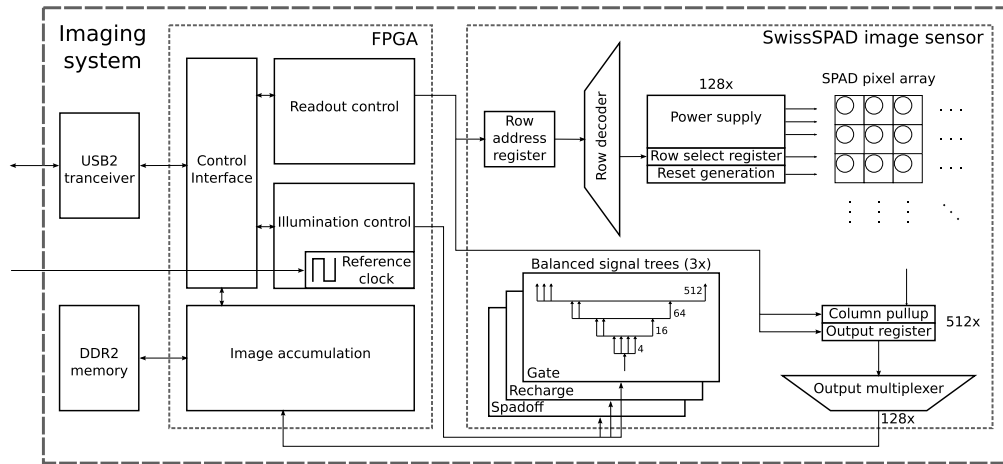 Imaging
system
FPGA
SwissSPAD image sensor
USB2
tranceiver
Control
Interface
Readout control
Illumination control
Reference
clock
DDR2
memory
Image accumulation
Row
address
register
Row decoder
128x
Power supply
Row select register
Reset generation
SPAD pixel array
Balanced signal trees (3x)
512
64
16
4
Gate
Recharge
Spadoff
Column pullup
Output register
512x
Output multiplexer
128x